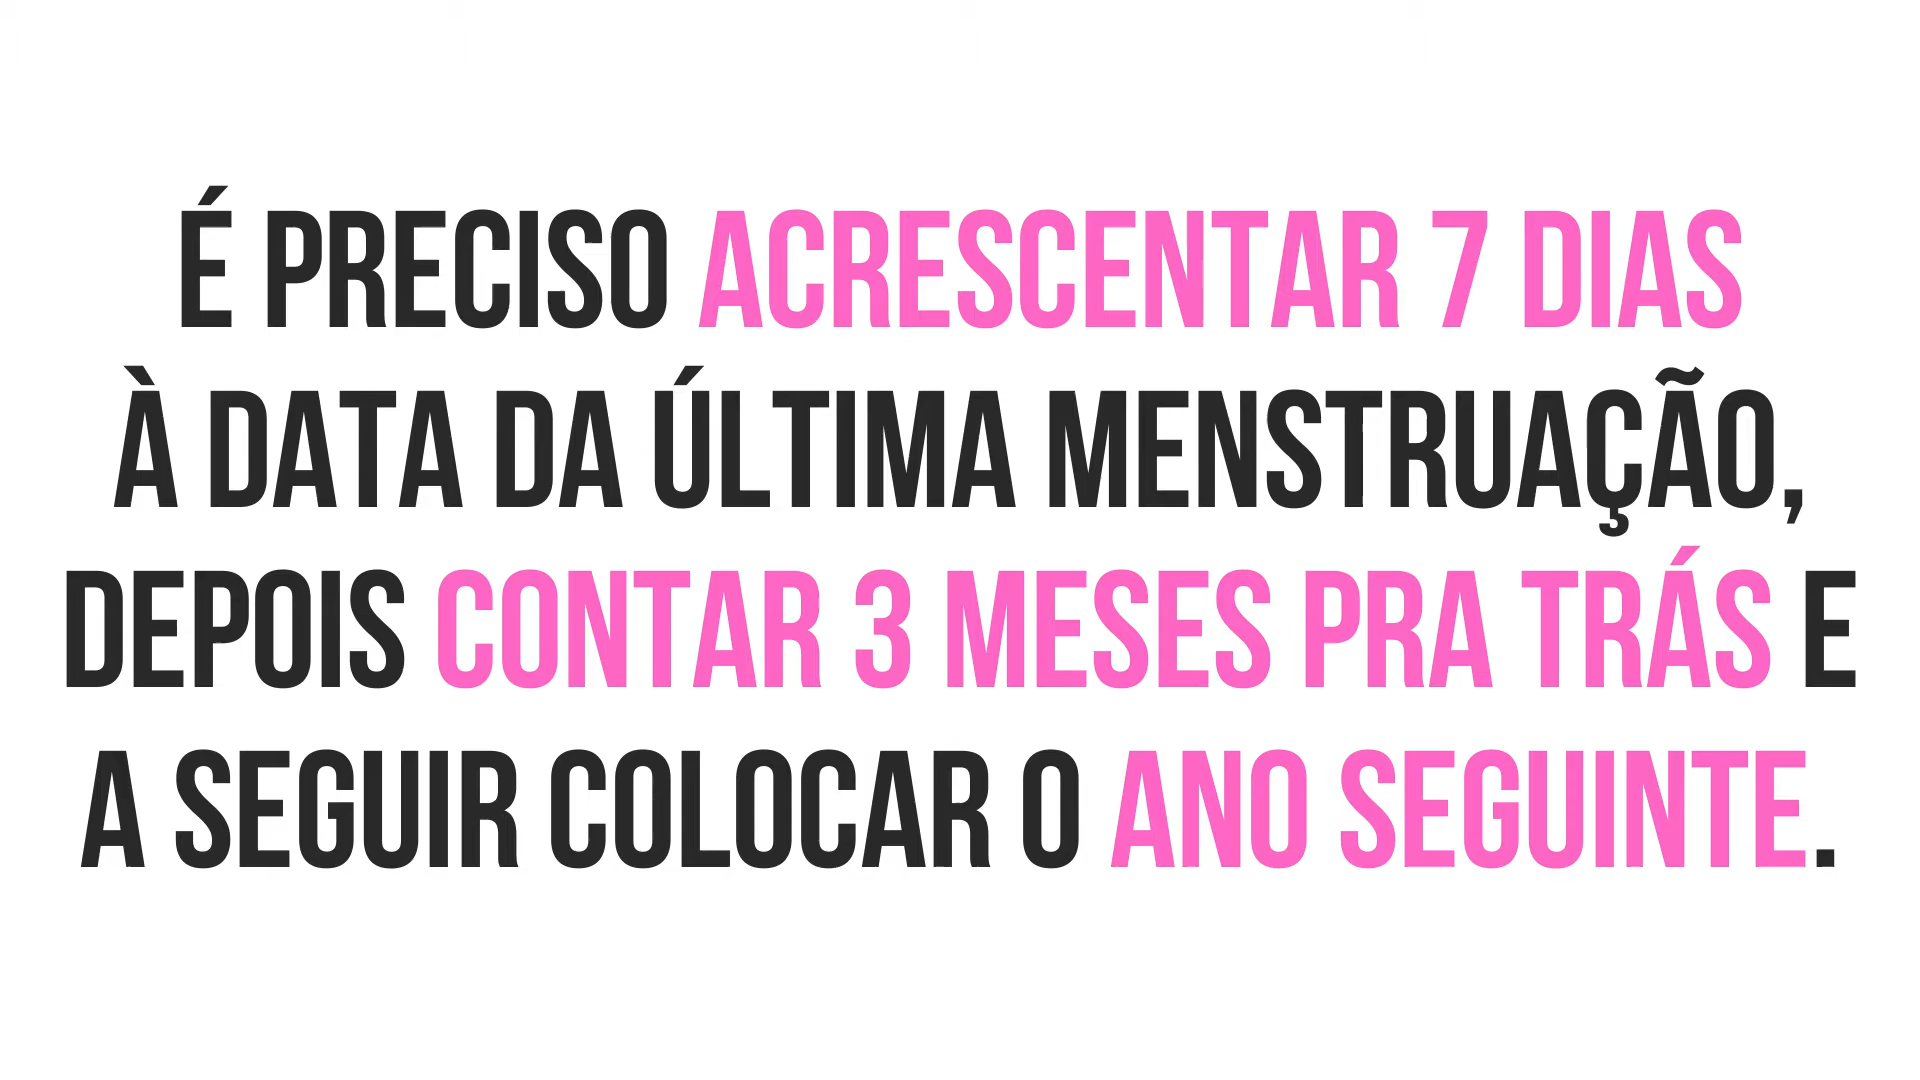 É PRECISO ACRESCENTAR 7 DIAS
À DATA DA ÚLTIMA MENSTRUAÇÃO,
DEPOIS CONTAR 3 MESES PRA TRÁS E
A SEGUIR COLOCAR O ANO SEGUINTE.